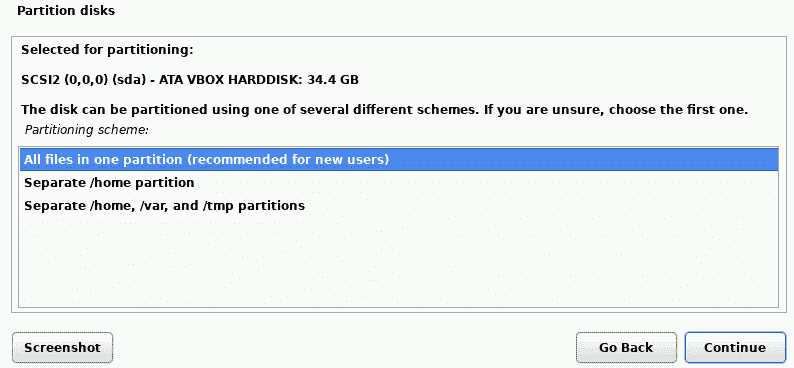 Partition disks
Selected for partitioning:
SCSI2 (0,0,0) (sda) - ATA VBOX HARDDISK: 34.4 GB
The disk can be partitioned using one of several different schemes. If you are unsure, choose the first one.
Partitioning scheme:
All files in one partition (recommended for new users)
Separate /home partition
Separate /home, /var, and /tmp partitions
Screenshot Go Back Continue